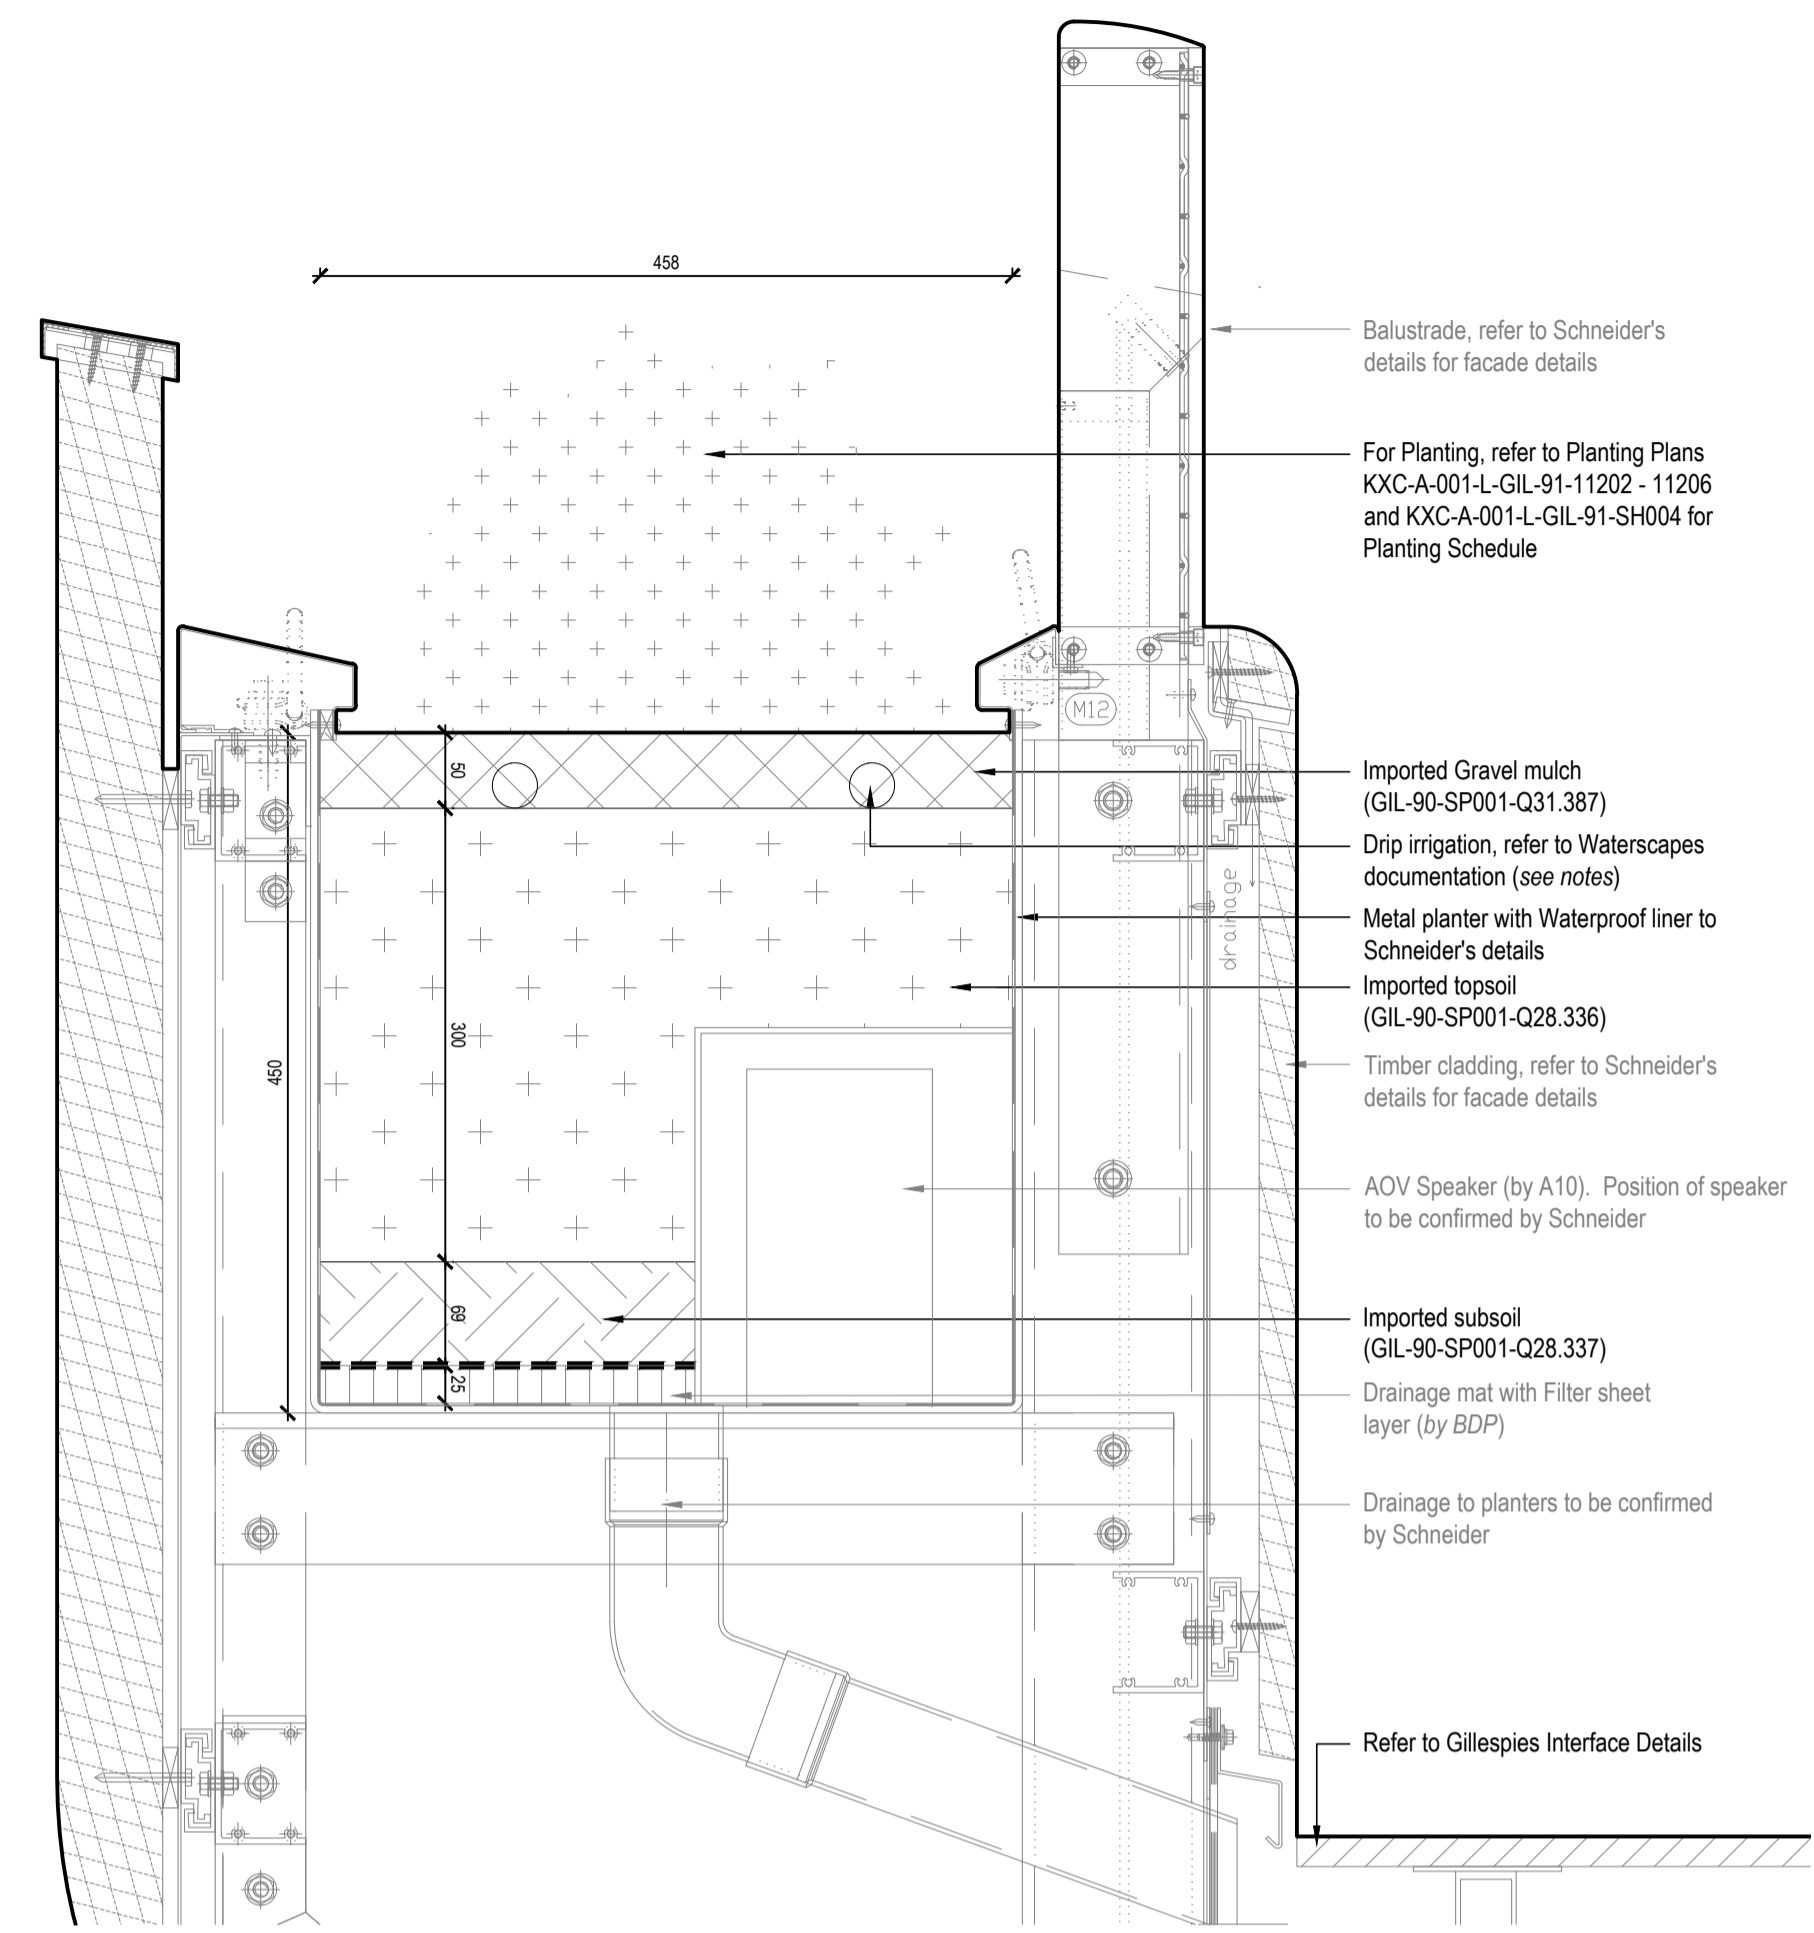 458
Balustrade, refer to Schneider's
details for facade details
For Planting, refer to Planting Plans
KXC-A-001-L-GIL-91-11202 - 11206
and KXC-A-001-L-GIL-91-SH004 for
Planting Schedule
M12
50
Imported Gravel mulch
(GIL-90-SP001-Q31.387)
Drip irrigation, refer to Waterscapes
documentation (see notes)
drainage
Metal planter with Waterproof liner to
Schneider's details
Imported topsoil
(GIL-90-SP001-Q28.336)
300
450
Timber cladding, refer to Schneider's
details for facade details
AOV Speaker (by A10). Position of speaker
to be confirmed by Schneider
69
Imported subsoil
(GIL-90-SP001-Q28.337)
25
Drainage mat with Filter sheet
layer (by BDP)
Drainage to planters to be confirmed
by Schneider
Refer to Gillespies Interface Details